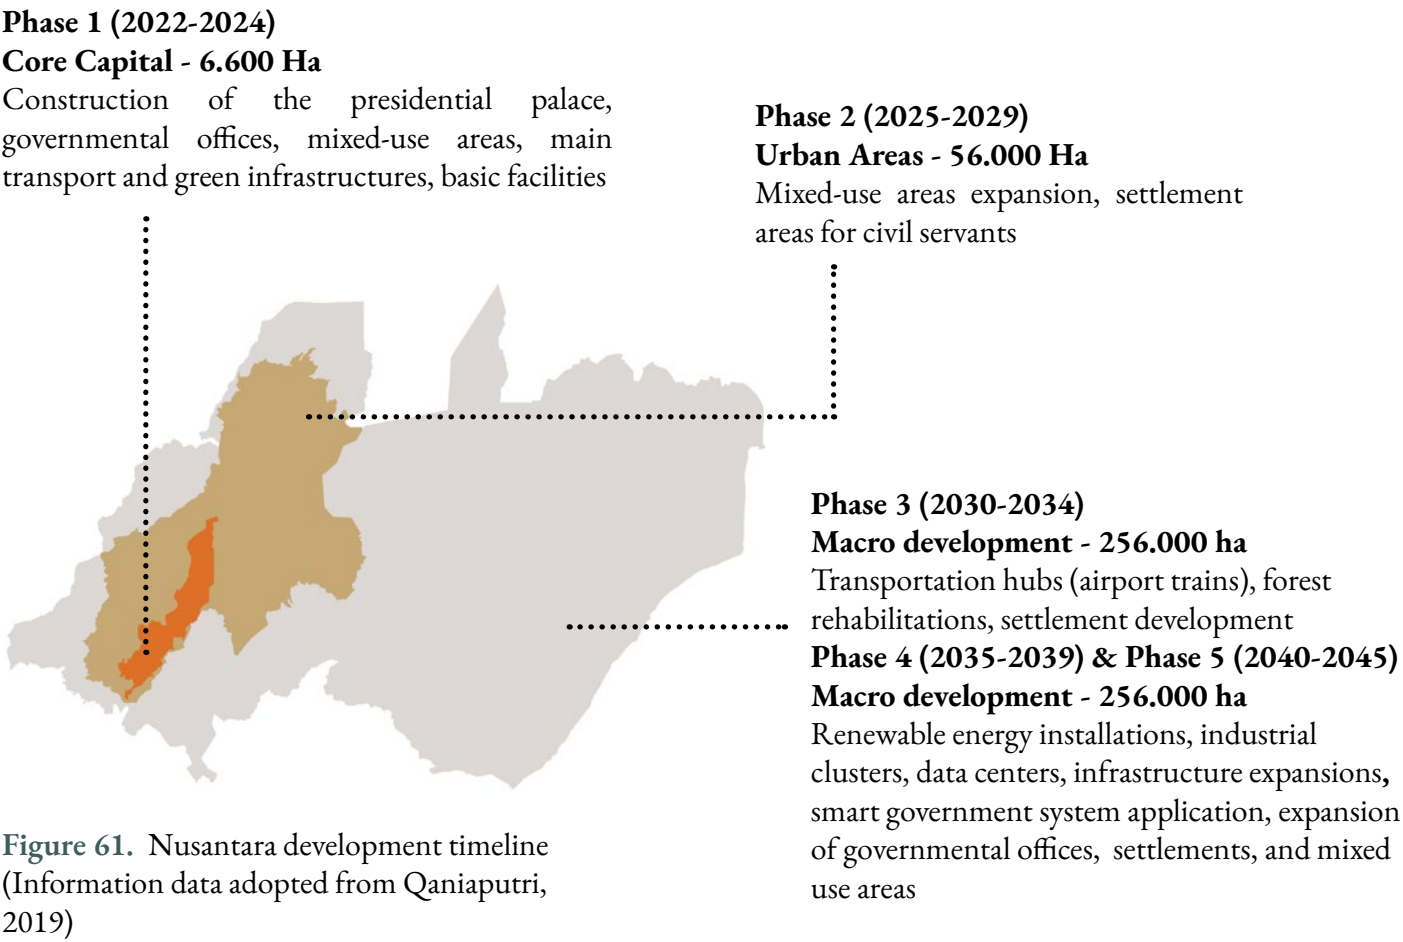 Phase 1 (2022-2024)
Core Capital - 6.600 Ha
Construction of the presidential palace,
governmental offices, mixed-use areas, main
transport and green infrastructures, basic facilities
Phase 2 (2025-2029)
Urban Areas - 56.000 Ha
Mixed-use areas expansion, settlement
areas for civil servants
Phase 3 (2030-2034)
Macro development - 256.000 ha
Transportation hubs (airport trains), forest
rehabilitations, settlement development
Phase 4 (2035-2039) & Phase 5 (2040-2045)
Macro development - 256.000 ha
Renewable energy installations, industrial
clusters, data centers, infrastructure expansions,
smart government system application, expansion
of governmental offices, settlements, and mixed
use areas
Figure 61. Nusantara development timeline
(Information data adopted from Qaniaputri,
2019)